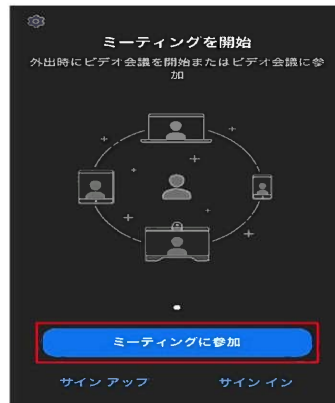 ミーティングを開始
外出時にビデオ会議を開始またはビデオ会議に参
加
ミーティングに参加
サイン アップ
サイン イン